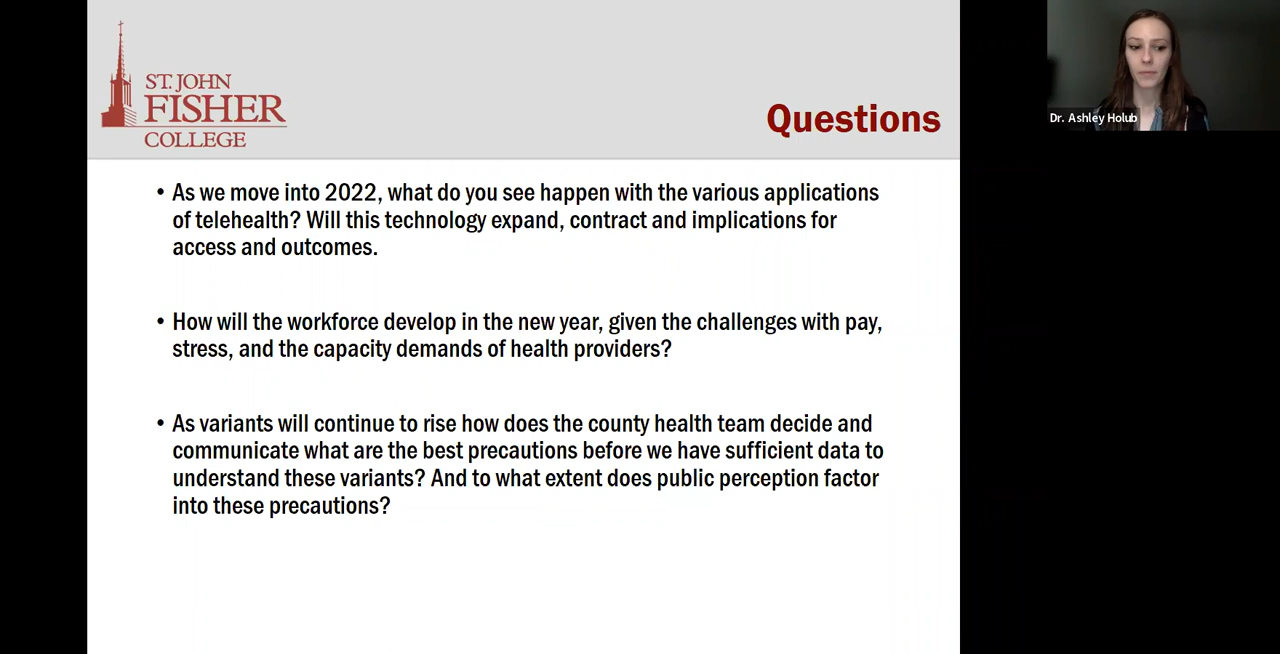 ST. JOHN
FISHER
COLLEGE
Questions
Dr. Ashley Holub
• As we move into 2022, what do you see happen with the various applications
of telehealth? Will this technology expand, contract and implications for
access and outcomes.
• How will the workforce develop in the new year, given the challenges with pay,
stress, and the capacity demands of health providers?
• As variants will continue to rise how does the county health team decide and
communicate what are the best precautions before we have sufficient data to
understand these variants? And to what extent does public perception factor
into these precautions?